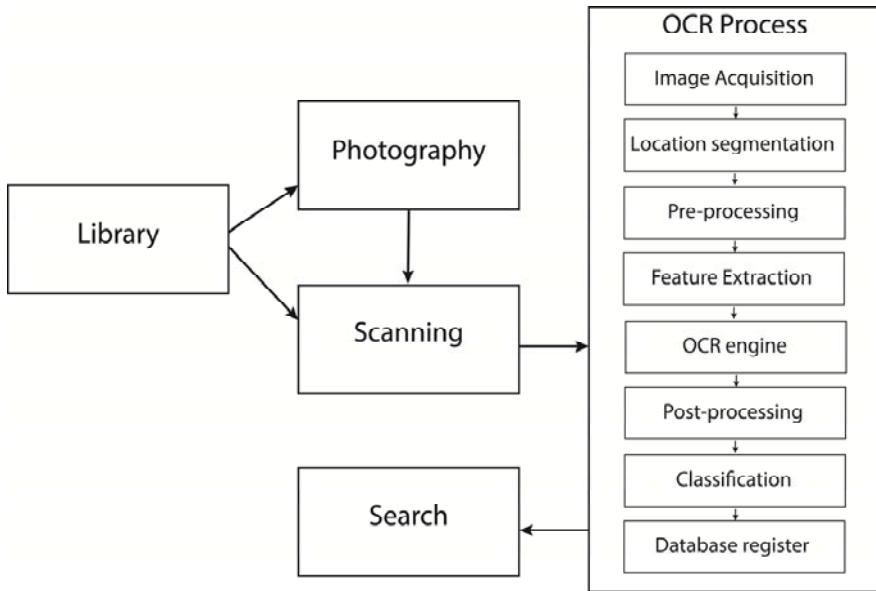 Library
Photography
Scanning
Search
OCR Process
Image Acquisition
Location segmentation
Pre-processing
Feature Extraction
OCR engine
Post-processing
Classification
Database register